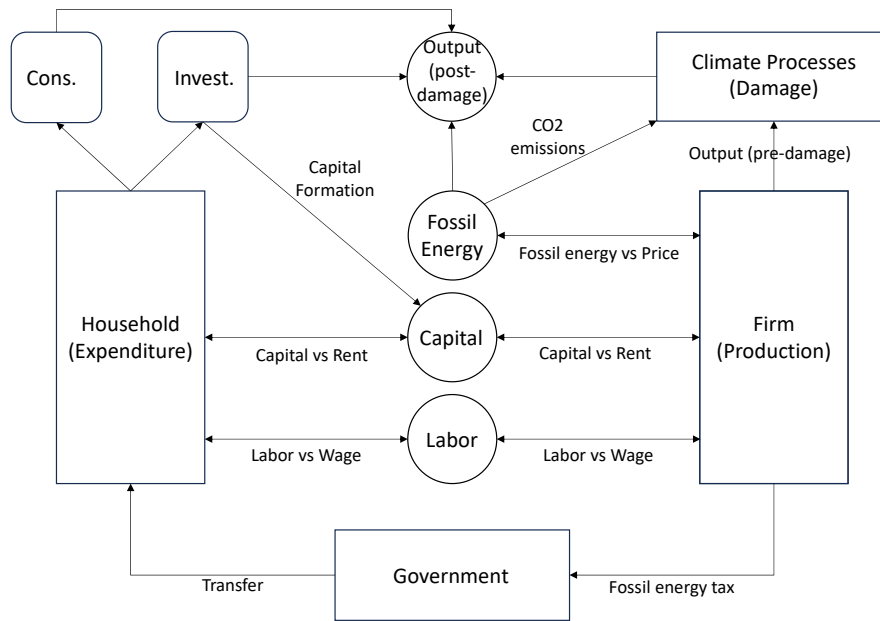 Cons.
Invest.
Output
(post-
damage)
Climate Processes
(Damage)
CO2
emissions
Output (pre-damage)
Capital
Formation
Fossil
Energy
Fossil energy vs Price
Household
(Expenditure)
Capital
Firm
(Production)
Capital vs Rent
Capital vs Rent
Labor
Labor vs Wage
Labor vs Wage
Government
Transfer
Fossil energy tax